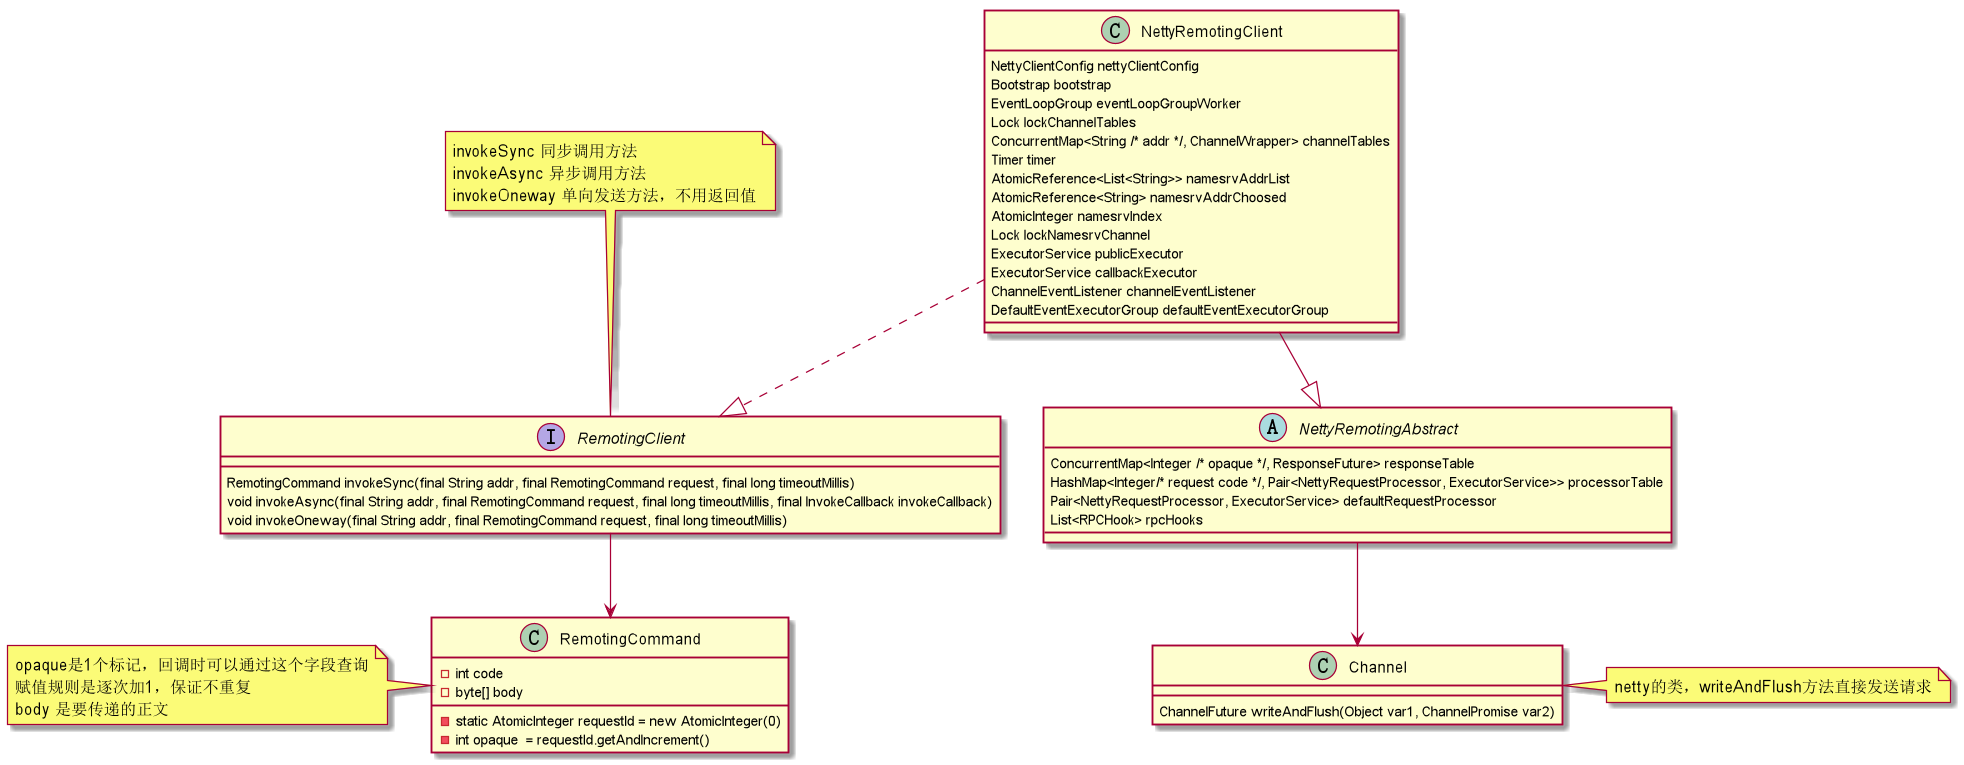 C NettyRemotingClient
NettyClientConfig nettyClientConfig
Bootstrap bootstrap
EventLoopGroup eventLoopGroupWorker
Lock lockChannelTables
ConcurrentMap<String /* addr */, ChannelWrapper> channelTables
Timer timer
AtomicReference<List<String>> namesrvAddrList
AtomicReference<String> namesrvAddrChoosed
AtomicInteger namesrvIndex
Lock lockNamesrvChannel
ExecutorService publicExecutor
ExecutorService callbackExecutor
ChannelEventListener channelEventListener
DefaultEventExecutorGroup defaultEventExecutorGroup
invokeSync 同步调用方法
invokeAsync 异步调用方法
invokeOneway 单向发送方法，不用返回值
I RemotingClient
RemotingCommand invokeSync(final String addr, final RemotingCommand request, final long timeoutMillis)
void invokeAsync(final String addr, final RemotingCommand request, final long timeoutMillis, final InvokeCallback invokeCallback)
void invokeOneway(final String addr, final RemotingCommand request, final long timeoutMillis)
A NettyRemotingAbstract
ConcurrentMap<Integer /* opaque */, ResponseFuture> responseTable
HashMap<Integer/* request code */, Pair<NettyRequestProcessor, ExecutorService>> processorTable
Pair<NettyRequestProcessor, ExecutorService> defaultRequestProcessor
List<RPCHook> rpcHooks
opaque是1个标记，回调时可以通过这个字段查询
赋值规则是逐次加1，保证不重复
body 是要传递的正文
C RemotingCommand
int code
byte[] body
static AtomicInteger requestId = new AtomicInteger(0)
int opaque  = requestId.getAndIncrement()
C Channel
ChannelFuture writeAndFlush(Object var1, ChannelPromise var2)
netty的类，writeAndFlush方法直接发送请求